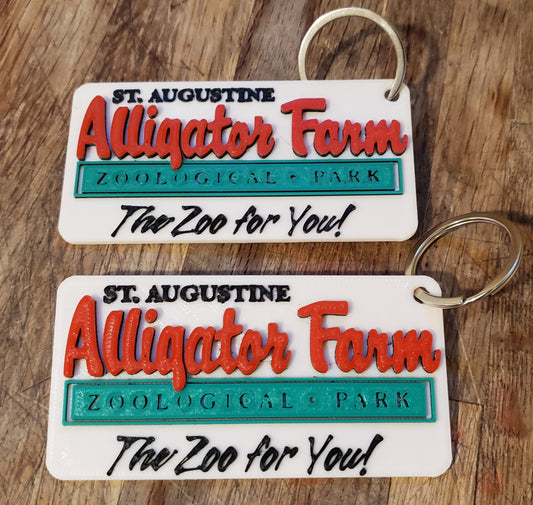 ST. AUGUSTINE
Alligator Farm
ZOOLOGICAL · PARK
The Zoo for You!
ST. AUGUSTINE
Alligator Farm
ZOOLOGICAL · PARK
The Zoo for You!